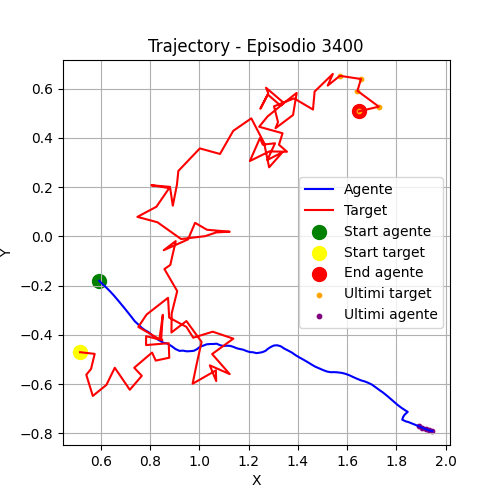 Trajectory - Episodio 3400
Y
0.6
0.4
0.2
0.0
−0.2
−0.4
−0.6
−0.8
Agente
Target
Start agente
Start target
End agente
Ultimi target
Ultimi agente
0.6 0.8 1.0 1.2 1.4 1.6 1.8 2.0
X